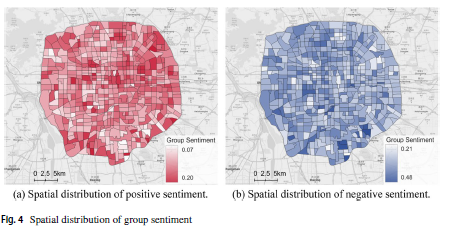 Group Sentiment
0.07
0.20
0 2.5 5km
Group Sentiment
0.21
0.48
0 2.5 5km
(a) Spatial distribution of positive sentiment.
(b) Spatial distribution of negative sentiment.
Fig. 4 Spatial distribution of group sentiment